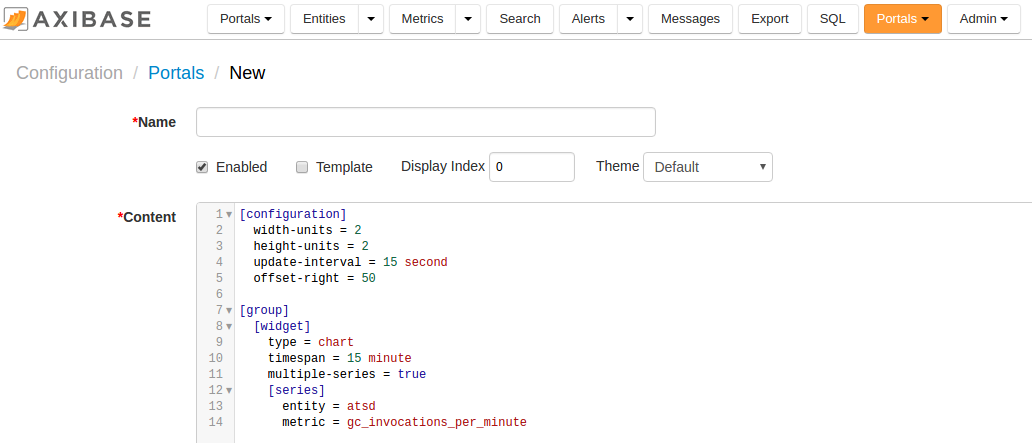 AXIBASE Portals Entities Metrics Search Alerts Messages Export SQL Portals Admin
Configuration / Portals / New
*Name
Enabled Template Display Index 0 Theme Default
*Content
1 [configuration]
2 width-units = 2
3 height-units = 2
4 update-interval = 15 second
5 offset-right = 50
6
7 [group]
8 [widget]
9 type = chart
10 timespan = 15 minute
11 multiple-series = true
12 [series]
13 entity = atsd
14 metric = gc_invocations_per_minute